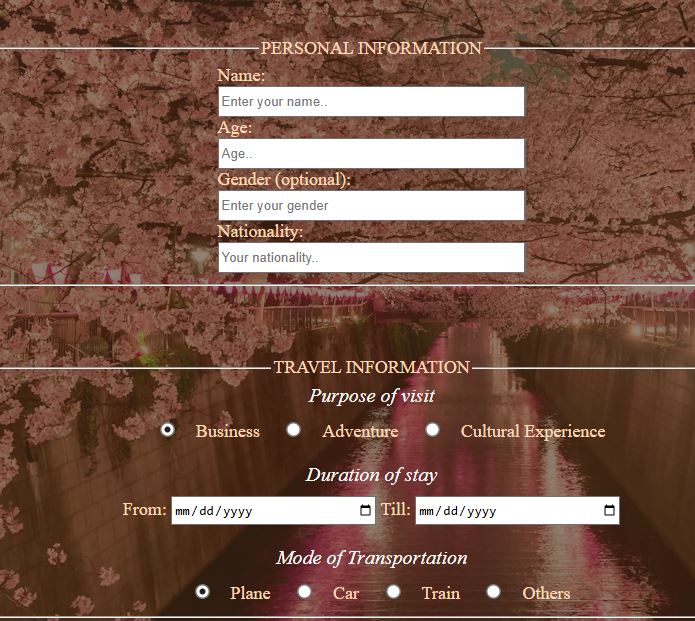 PERSONAL INFORMATION
Name:
Enter your name..
Age:
Age..
Gender (optional):
Enter your gender
Nationality:
Your nationality..
TRAVEL INFORMATION
Purpose of visit
Business Adventure Cultural Experience
Duration of stay
From: mm/dd/yyyy Till: mm/dd/yyyy
Mode of Transportation
Plane Car Train Others